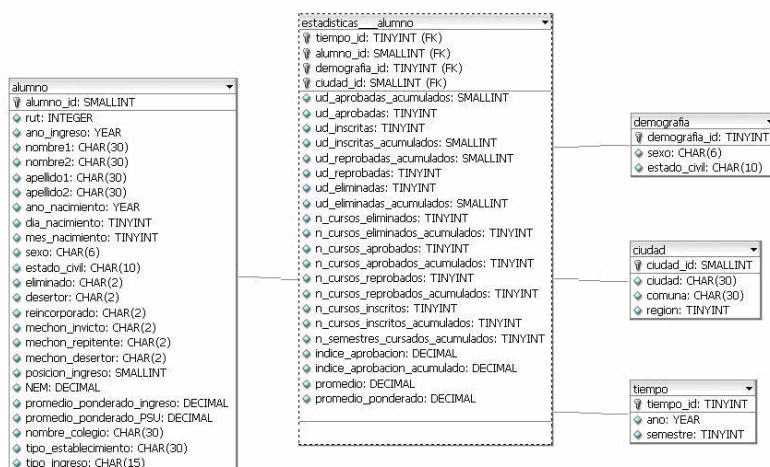 alumno
alumno_id: SMALLINT
rut: INTEGER
ano_ingreso: YEAR
nombre1: CHAR(30)
nombre2: CHAR(30)
apellido1: CHAR(30)
apellido2: CHAR(30)
ano_nacimiento: YEAR
dia_nacimiento: TINYINT
mes_nacimiento: TINYINT
sexo: CHAR(6)
estado_civil: CHAR(10)
eliminado: CHAR(2)
desertor: CHAR(2)
reincorporado: CHAR(2)
mechon_invicto: CHAR(2)
mechon_repitente: CHAR(2)
mechon_desertor: CHAR(2)
posicion_ingreso: SMALLINT
NEM: DECIMAL
promedio_ponderado_ingreso: DECIMAL
promedio_ponderado_PSU: DECIMAL
nombre_colegio: CHAR(30)
tipo_establecimiento: CHAR(30)
tipo_ingreso: CHAR(15)
estadisticas___alumno
tiempo_id: TINYINT (FK)
alumno_id: SMALLINT (FK)
demografia_id: TINYINT (FK)
ciudad_id: SMALLINT (FK)
ud_aprobadas_acumulados: SMALLINT
ud_aprobadas: TINYINT
ud_inscritas: TINYINT
ud_inscritas_acumulados: SMALLINT
ud_reprobadas_acumulados: SMALLINT
ud_reprobadas: TINYINT
ud_eliminadas: TINYINT
ud_eliminadas_acumulados: SMALLINT
n_cursos_eliminados: TINYINT
n_cursos_eliminados_acumulados: TINYINT
n_cursos_aprobados: TINYINT
n_cursos_aprobados_acumulados: TINYINT
n_cursos_reprobados: TINYINT
n_cursos_reprobados_acumulados: TINYINT
n_cursos_inscritos: TINYINT
n_cursos_inscritos_acumulados: TINYINT
n_semestres_cursados_acumulados: TINYINT
indice_aprobacion: DECIMAL
indice_aprobacion_acumulado: DECIMAL
promedio: DECIMAL
promedio_ponderado: DECIMAL
demografia
demografia_id: TINYINT
sexo: CHAR(6)
estado_civil: CHAR(10)
ciudad
ciudad_id: SMALLINT
ciudad: CHAR(30)
comuna: CHAR(30)
region: TINYINT
tiempo
tiempo_id: TINYINT
ano: YEAR
semestre: TINYINT